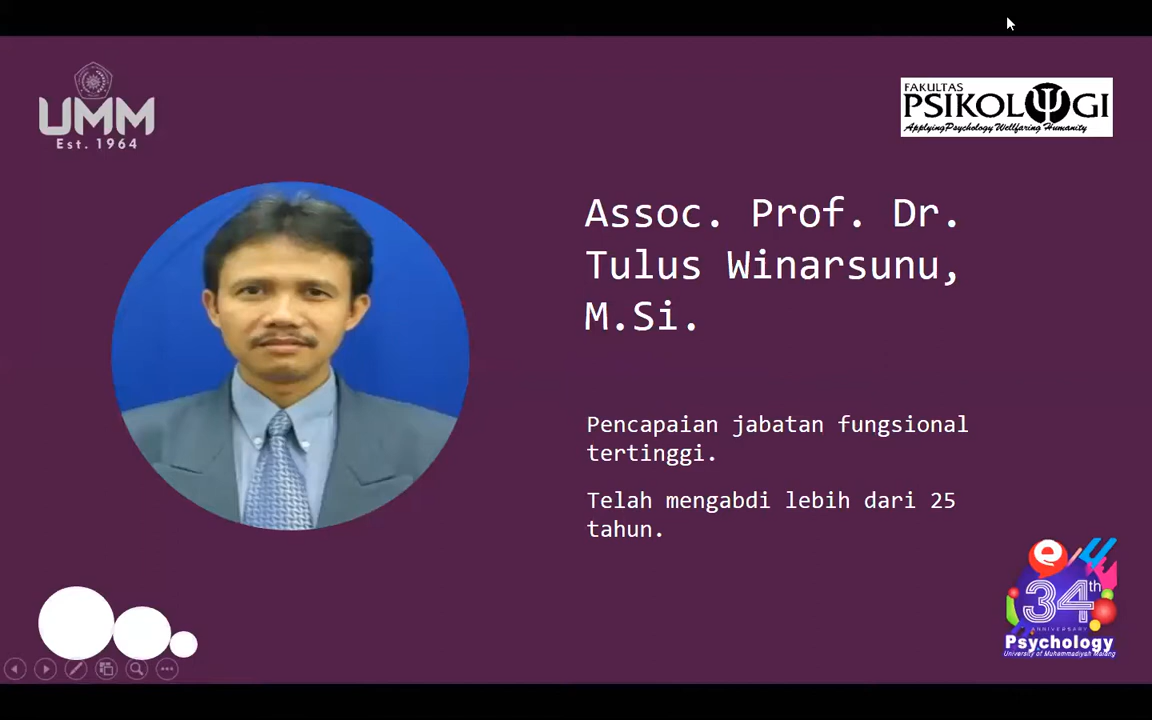 UMM
Est. 1964
FAKULTAS
PSIKOLOGI
Applying Psychology Wellfaring Humanity
Assoc. Prof. Dr.
Tulus Winarsunu,
M.Si.
Pencapaian jabatan fungsional
tertinggi.
Telah mengabdi lebih dari 25
tahun.
34th
ANNIVERSARY
Psychology
University of Muhammadiyah Malang